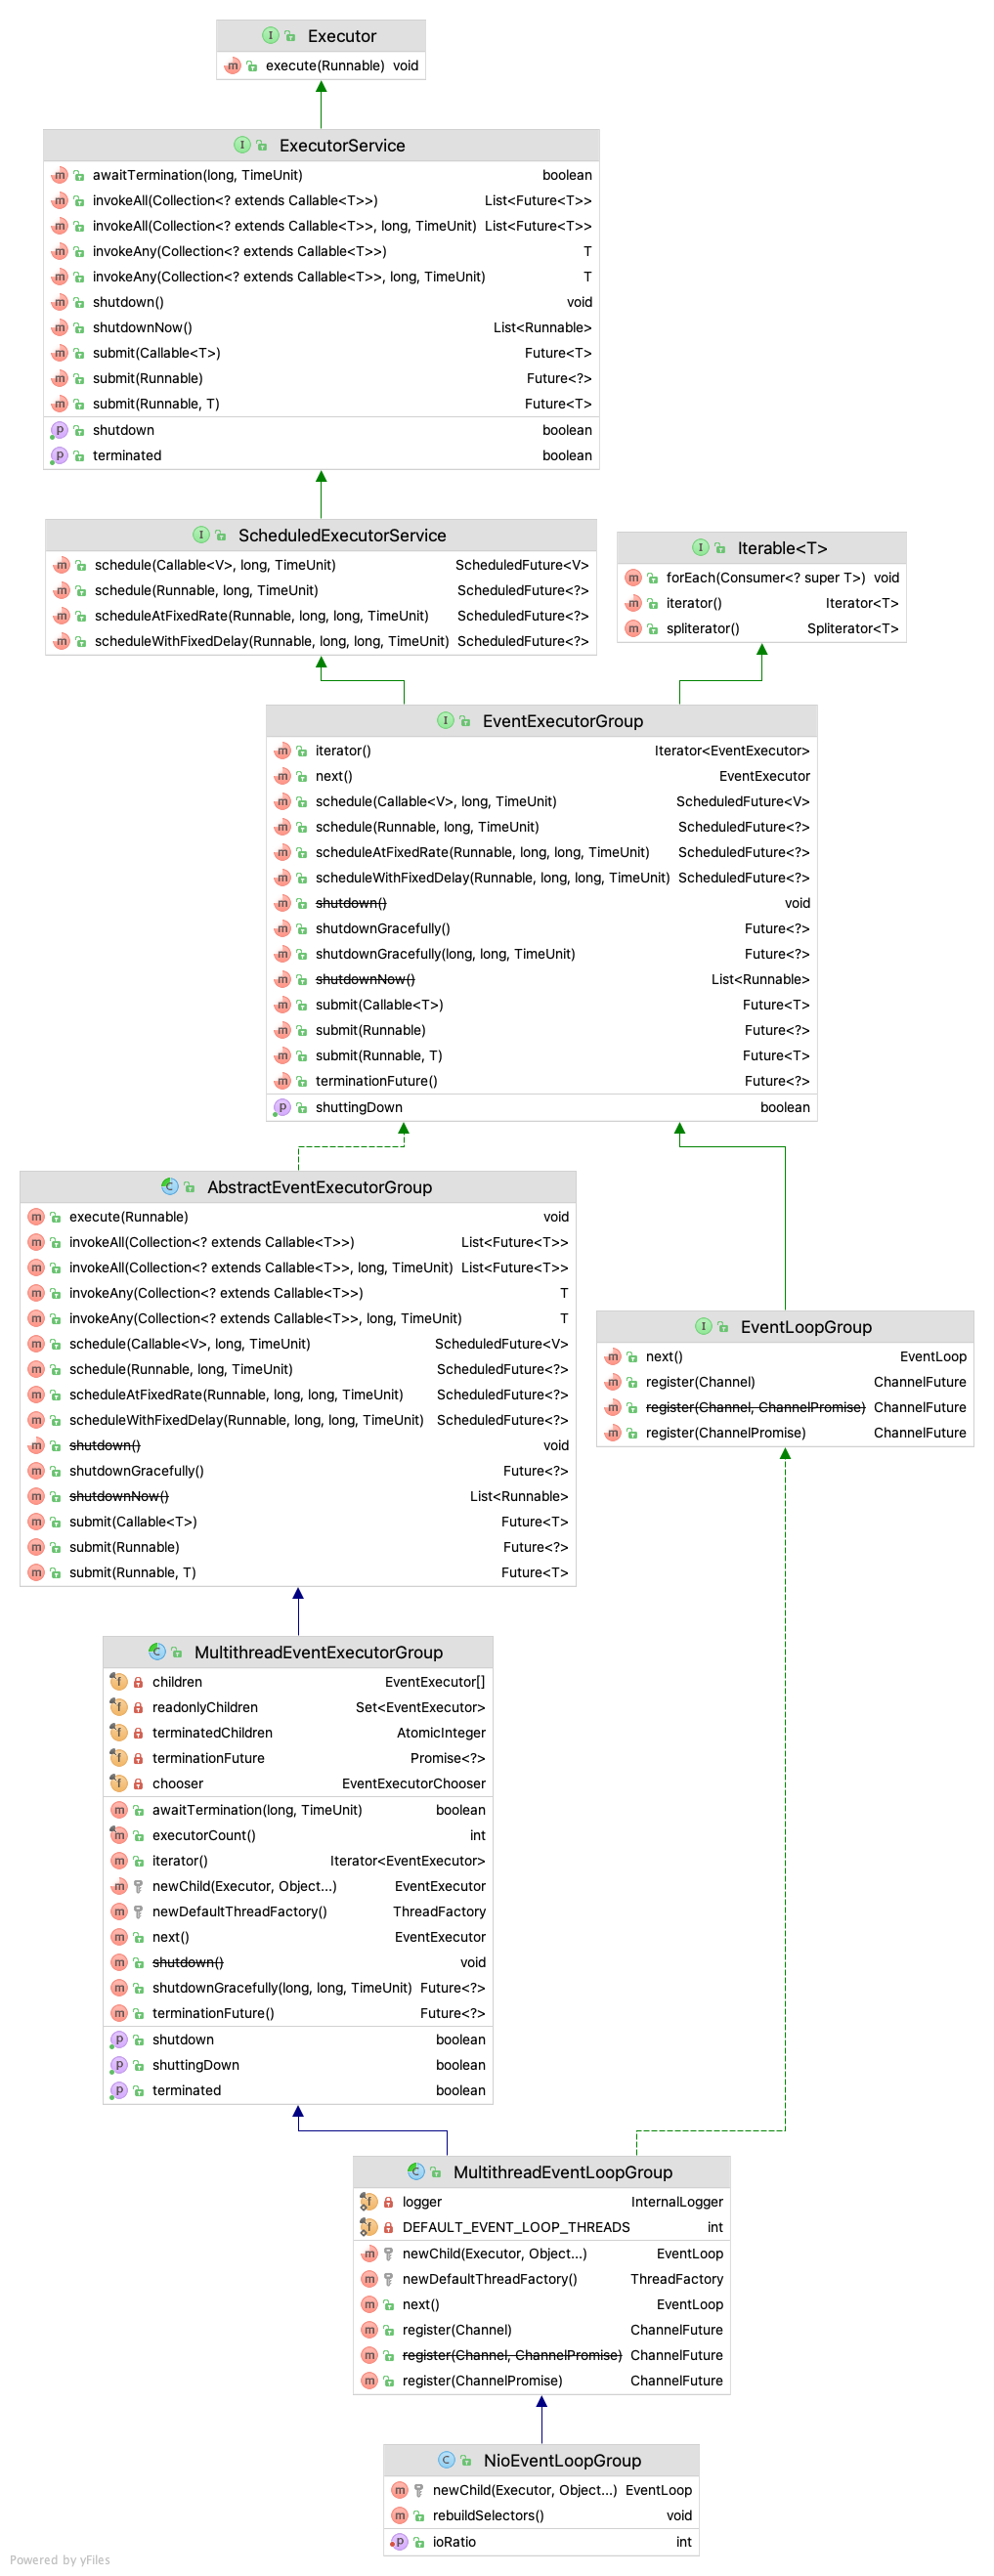 Executor
execute(Runnable) void
ExecutorService
awaitTermination(long, TimeUnit) boolean
invokeAll(Collection<? extends Callable<T>>) List<Future<T>>
invokeAll(Collection<? extends Callable<T>>, long, TimeUnit) List<Future<T>>
invokeAny(Collection<? extends Callable<T>>) T
invokeAny(Collection<? extends Callable<T>>, long, TimeUnit) T
shutdown() void
shutdownNow() List<Runnable>
submit(Callable<T>) Future<T>
submit(Runnable) Future<?>
submit(Runnable, T) Future<T>
shutdown boolean
terminated boolean
ScheduledExecutorService
schedule(Callable<V>, long, TimeUnit) ScheduledFuture<V>
schedule(Runnable, long, TimeUnit) ScheduledFuture<?>
scheduleAtFixedRate(Runnable, long, long, TimeUnit) ScheduledFuture<?>
scheduleWithFixedDelay(Runnable, long, long, TimeUnit) ScheduledFuture<?>
Iterable<T>
forEach(Consumer<? super T>) void
iterator() Iterator<T>
spliterator() Spliterator<T>
EventExecutorGroup
iterator() Iterator<EventExecutor>
next() EventExecutor
schedule(Callable<V>, long, TimeUnit) ScheduledFuture<V>
schedule(Runnable, long, TimeUnit) ScheduledFuture<?>
scheduleAtFixedRate(Runnable, long, long, TimeUnit) ScheduledFuture<?>
scheduleWithFixedDelay(Runnable, long, long, TimeUnit) ScheduledFuture<?>
shutdown() void
shutdownGracefully() Future<?>
shutdownGracefully(long, long, TimeUnit) Future<?>
shutdownNow() List<Runnable>
submit(Callable<T>) Future<T>
submit(Runnable) Future<?>
submit(Runnable, T) Future<T>
terminationFuture() Future<?>
shuttingDown boolean
AbstractEventExecutorGroup
execute(Runnable) void
invokeAll(Collection<? extends Callable<T>>) List<Future<T>>
invokeAll(Collection<? extends Callable<T>>, long, TimeUnit) List<Future<T>>
invokeAny(Collection<? extends Callable<T>>) T
invokeAny(Collection<? extends Callable<T>>, long, TimeUnit) T
schedule(Callable<V>, long, TimeUnit) ScheduledFuture<V>
schedule(Runnable, long, TimeUnit) ScheduledFuture<?>
scheduleAtFixedRate(Runnable, long, long, TimeUnit) ScheduledFuture<?>
scheduleWithFixedDelay(Runnable, long, long, TimeUnit) ScheduledFuture<?>
shutdown() void
shutdownGracefully() Future<?>
shutdownNow() List<Runnable>
submit(Callable<T>) Future<T>
submit(Runnable) Future<?>
submit(Runnable, T) Future<T>
EventLoopGroup
next() EventLoop
register(Channel) ChannelFuture
register(Channel, ChannelPromise) ChannelFuture
register(ChannelPromise) ChannelFuture
MultithreadEventExecutorGroup
children EventExecutor[]
readonlyChildren Set<EventExecutor>
terminatedChildren AtomicInteger
terminationFuture Promise<?>
chooser EventExecutorChooser
awaitTermination(long, TimeUnit) boolean
executorCount() int
iterator() Iterator<EventExecutor>
newChild(Executor, Object...) EventExecutor
newDefaultThreadFactory() ThreadFactory
next() EventExecutor
shutdown() void
shutdownGracefully(long, long, TimeUnit) Future<?>
terminationFuture() Future<?>
shutdown boolean
shuttingDown boolean
terminated boolean
MultithreadEventLoopGroup
logger InternalLogger
DEFAULT_EVENT_LOOP_THREADS int
newChild(Executor, Object...) EventLoop
newDefaultThreadFactory() ThreadFactory
next() EventLoop
register(Channel) ChannelFuture
register(Channel, ChannelPromise) ChannelFuture
register(ChannelPromise) ChannelFuture
NioEventLoopGroup
newChild(Executor, Object...) EventLoop
rebuildSelectors() void
ioRatio int
Powered by yFiles